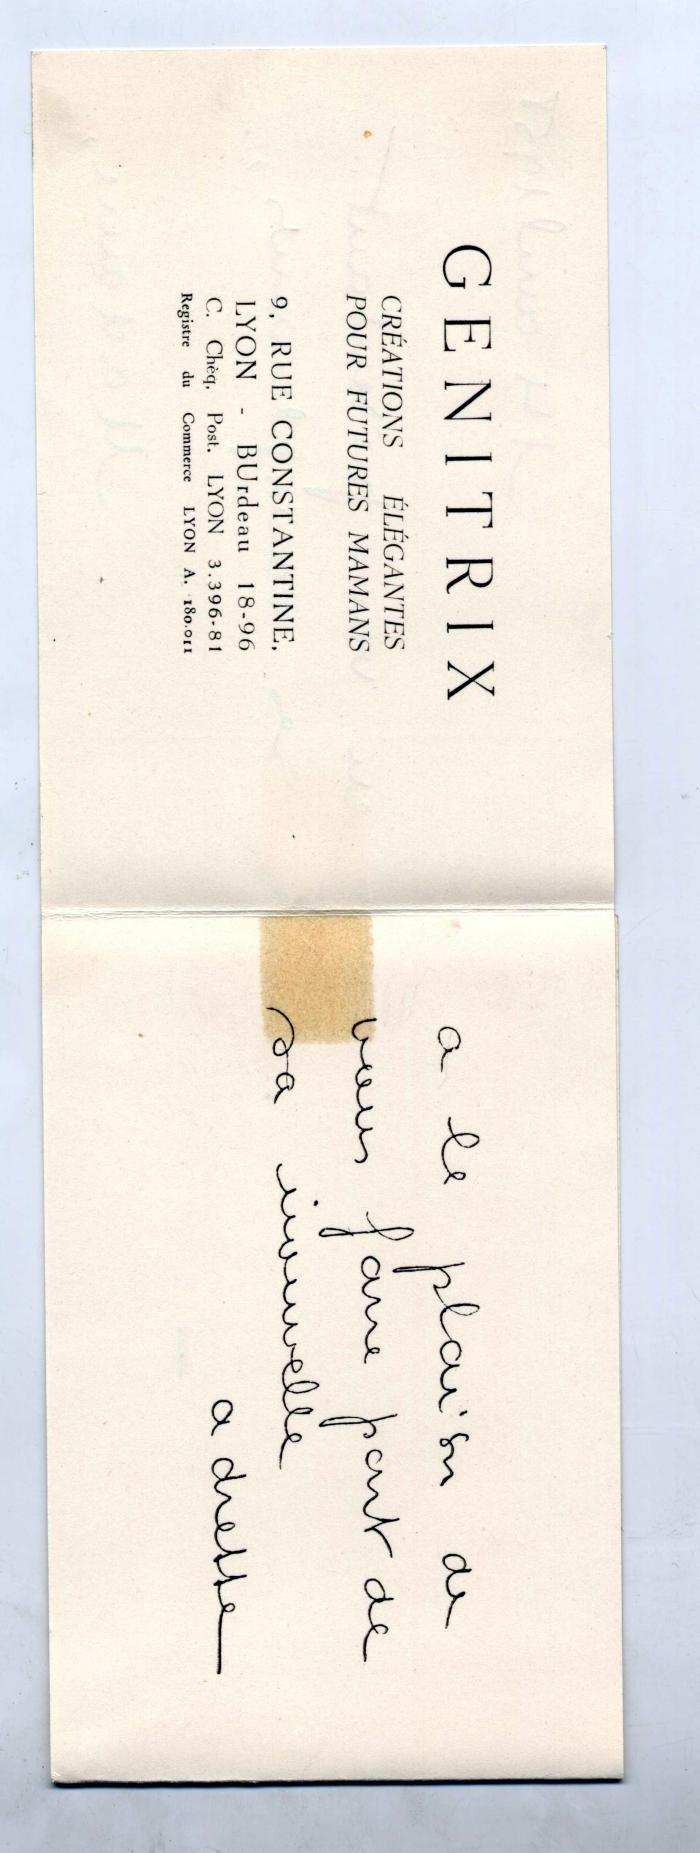 GENITRIX
CRÉATIONS ÉLÉGANTES
POUR FUTURES MAMANS
9, RUE CONSTANTINE,
LYON - BUrdeau 18-96
C. Chèq. Post. LYON 3.396-81
Registre du Commerce LYON A. 180.011
a le plaisir de
vous faire part de
sa nouvelle
adresse